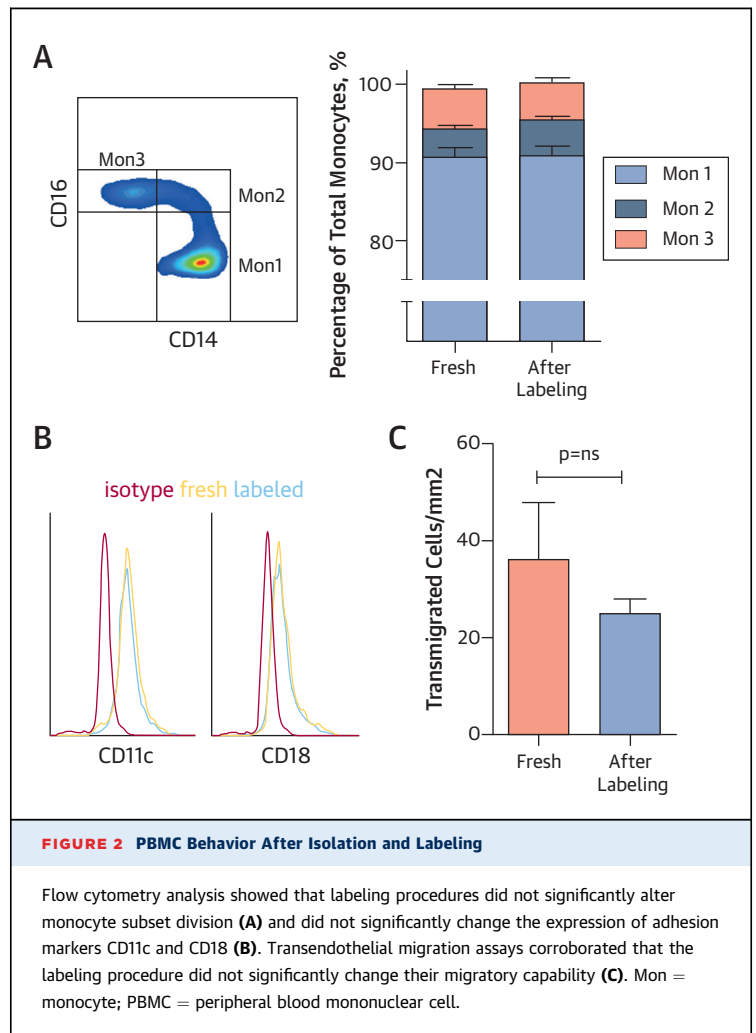 A
CD16
Mon3
Mon2
Mon1
CD14
Percentage of Total Monocytes, %
100
90
80
Fresh
After
Labeling
Mon 1
Mon 2
Mon 3
B
isotype fresh labeled
CD11c
CD18
C
Transmigrated Cells/mm2
60
40
20
0
p=ns
Fresh
After
Labeling
FIGURE 2 PBMC Behavior After Isolation and Labeling
Flow cytometry analysis showed that labeling procedures did not significantly alter
monocyte subset division (A) and did not significantly change the expression of adhesion
markers CD11c and CD18 (B). Transendothelial migration assays corroborated that the
labeling procedure did not significantly change their migratory capability (C). Mon =
monocyte; PBMC = peripheral blood mononuclear cell.